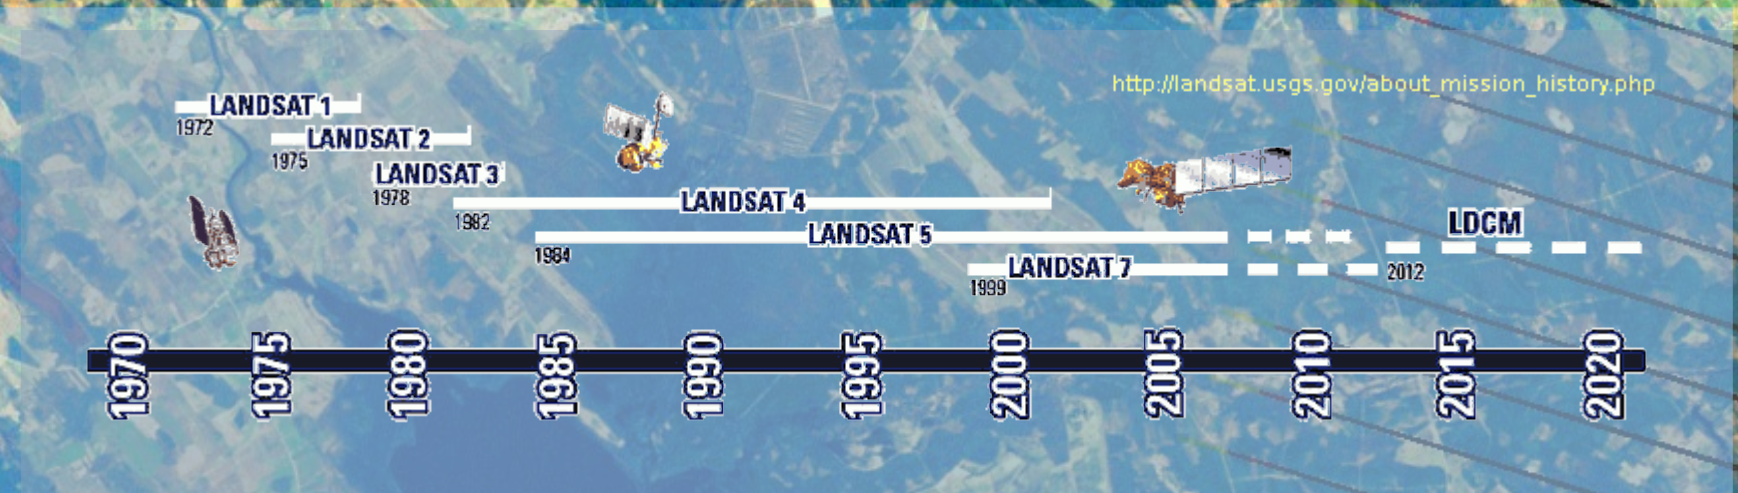 http://landsat.usgs.gov/about_mission_history.php
LANDSAT 1
1972
LANDSAT 2
1975
LANDSAT 3
1978
LANDSAT 4
1982
LANDSAT 5
1984
LANDSAT 7
1999
LDCM
2012
1970 1975 1980 1985 1990 1995 2000 2005 2010 2015 2020